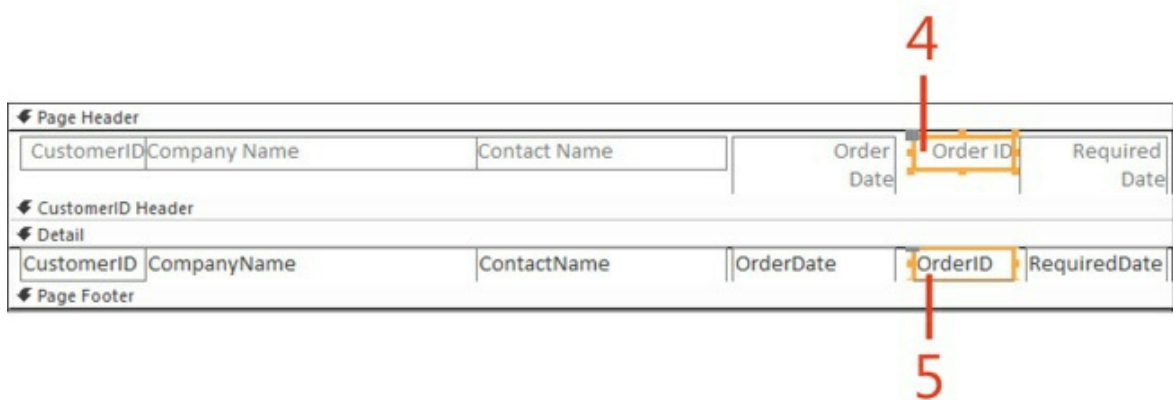 4
Page Header
CustomerID Company Name Contact Name Order Date Order ID Required Date
CustomerID Header
Detail
CustomerID CompanyName ContactName OrderDate OrderID RequiredDate
Page Footer
5